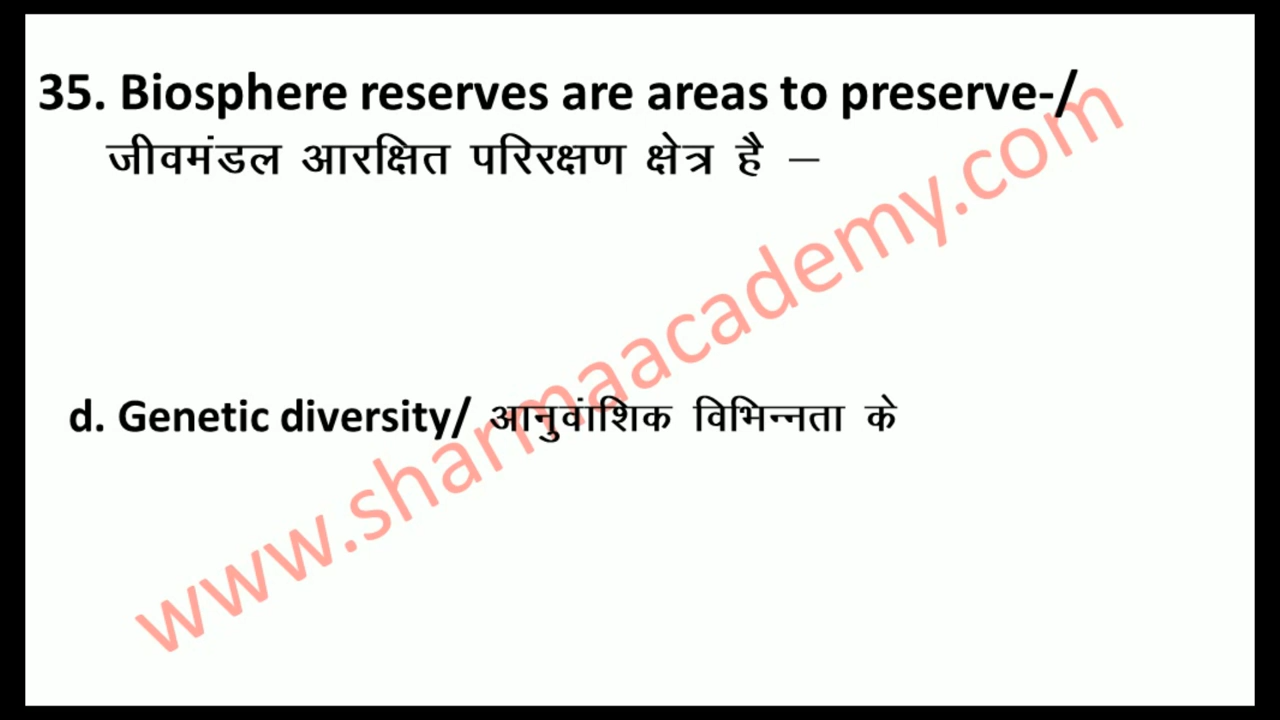 35. Biosphere reserves are areas to preserve-/
जीवमंडल आरक्षित परिरक्षण क्षेत्र है –
d. Genetic diversity/ आनुवांशिक विभिन्नता के
www.sharmaacademy.com